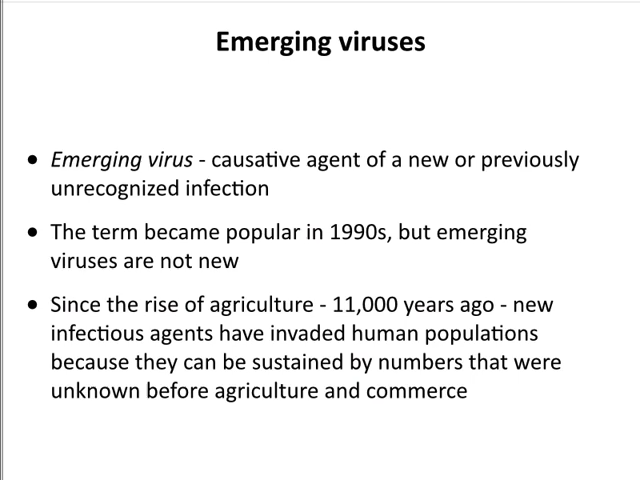 Emerging viruses
• Emerging virus - causative agent of a new or previously
unrecognized infection
• The term became popular in 1990s, but emerging
viruses are not new
• Since the rise of agriculture - 11,000 years ago - new
infectious agents have invaded human populations
because they can be sustained by numbers that were
unknown before agriculture and commerce